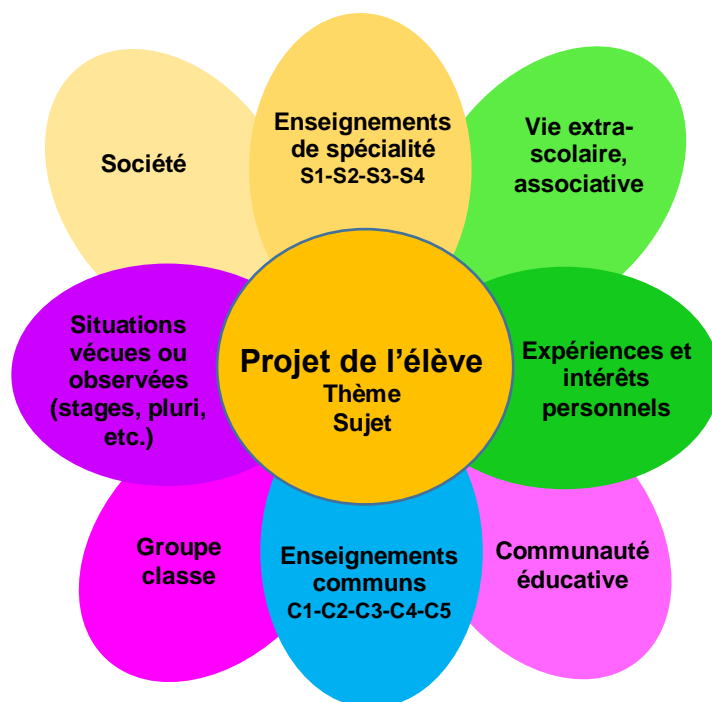 Société
Enseignements
de spécialité
S1-S2-S3-S4
Vie extra-
scolaire,
associative
Situations
vécues ou
observées
(stages, pluri,
etc.)
Projet de l’élève
Thème
Sujet
Expériences et
intérêts
personnels
Groupe
classe
Enseignements
communs
C1-C2-C3-C4-C5
Communauté
éducative